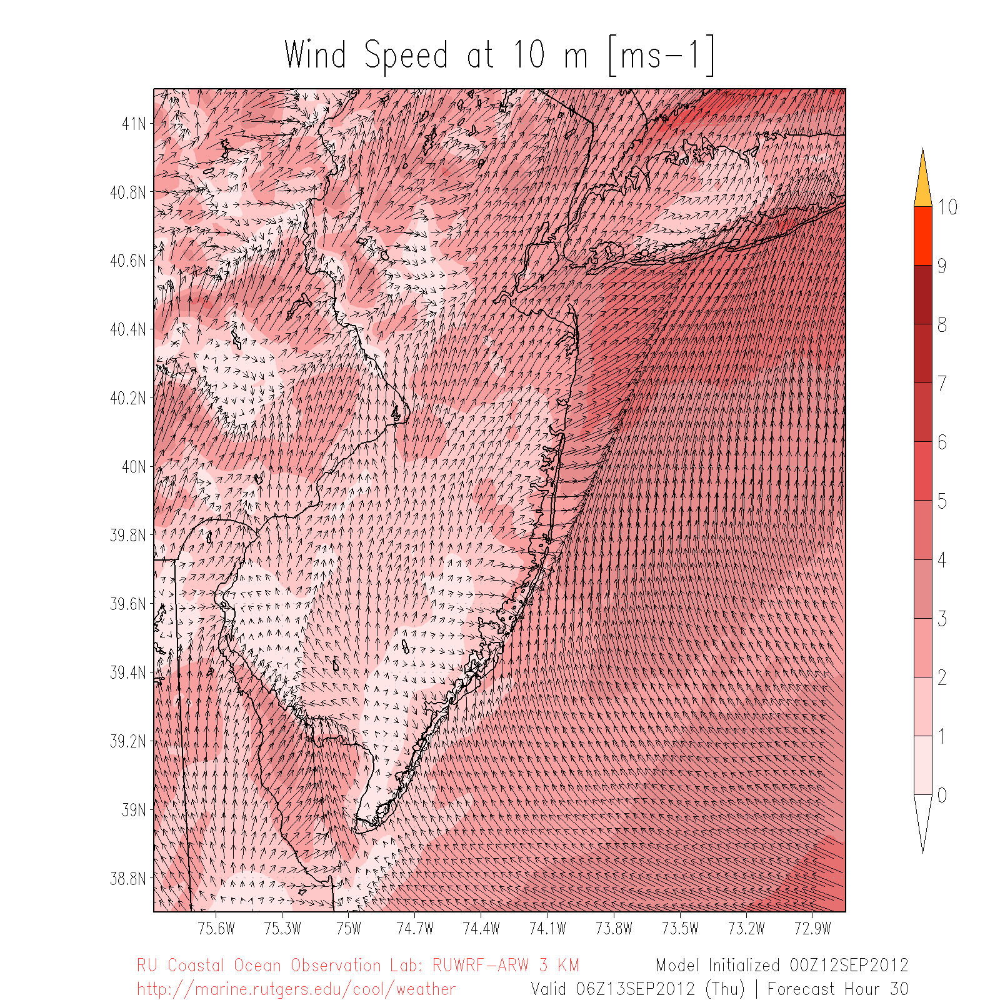 Wind Speed at 10 m [ms-1]
41N
40.8N
40.6N
40.4N
40.2N
40N
39.8N
39.6N
39.4N
39.2N
39N
38.8N
75.6W 75.3W 75W 74.7W 74.4W 74.1W 73.8W 73.5W 73.2W 72.9W
10
9
8
7
6
5
4
3
2
1
0
RU Coastal Ocean Observation Lab: RUWRF-ARW 3 KM
Model Initialized 00Z12SEP2012
http://marine.rutgers.edu/cool/weather
Valid 06Z13SEP2012 (Thu) | Forecast Hour 30